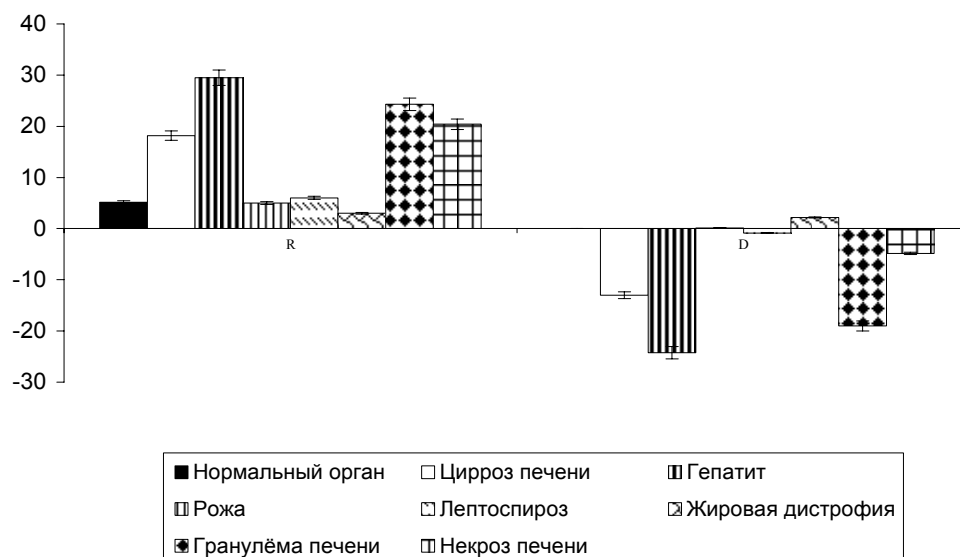 40
30
20
10
0
-10
-20
-30
R
D
Нормальный орган
Цирроз печени
Гепатит
Рожа
Лептоспироз
Жировая дистрофия
Гранулёма печени
Некроз печени